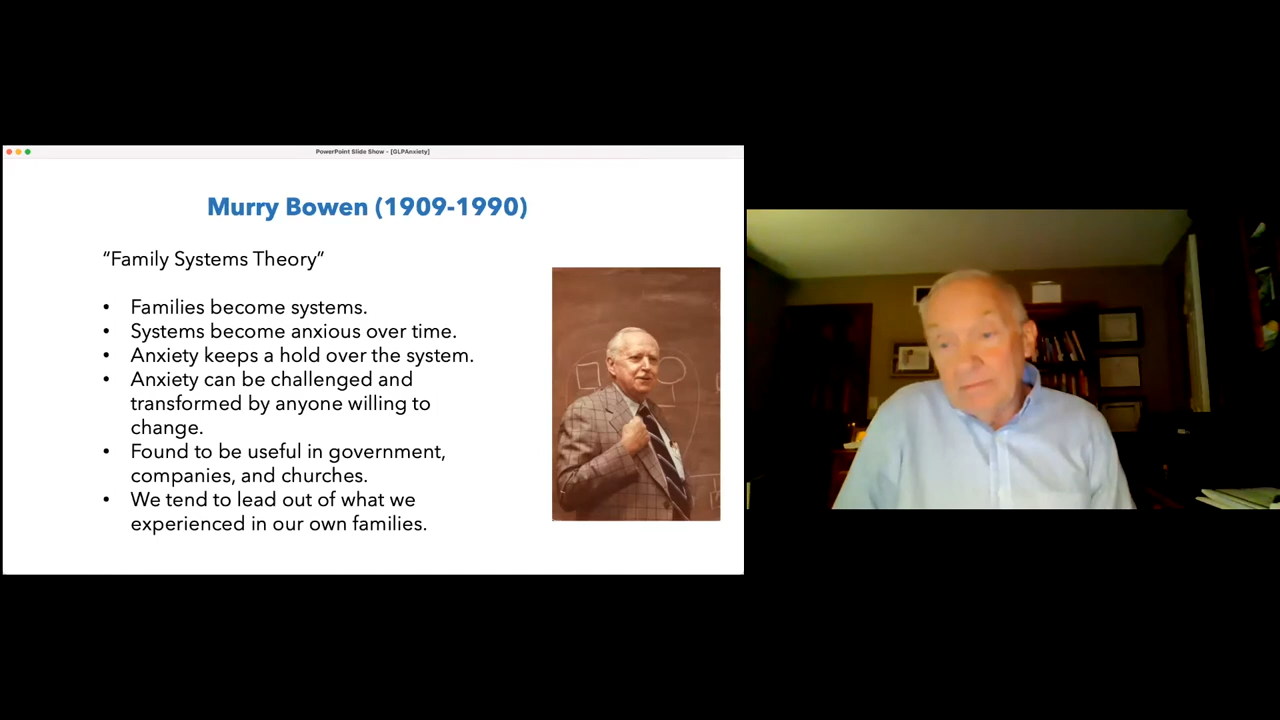 PowerPoint Slide Show - [GLPAnxiety]
Murry Bowen (1909-1990)
“Family Systems Theory”
• Families become systems.
• Systems become anxious over time.
• Anxiety keeps a hold over the system.
• Anxiety can be challenged and
transformed by anyone willing to
change.
• Found to be useful in government,
companies, and churches.
• We tend to lead out of what we
experienced in our own families.